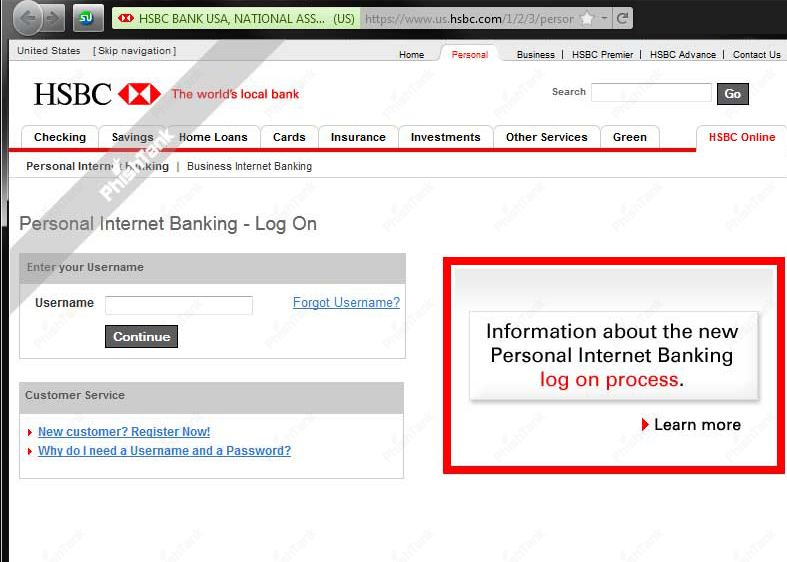 HSBC BANK USA, NATIONAL ASS... (US) https://www.us.hsbc.com/1/2/3/person
United States [ Skip navigation ]
Home Personal Business | HSBC Premier | HSBC Advance | Contact Us
HSBC The world's local bank
Search Go
Checking Savings Home Loans Cards Insurance Investments Other Services Green HSBC Online
Personal Internet Banking | Business Internet Banking
PhishTank
Personal Internet Banking - Log On
Enter your Username
Username Forgot Username?
Continue
Information about the new
Personal Internet Banking
log on process.
Learn more
Customer Service
New customer? Register Now!
Why do I need a Username and a Password?